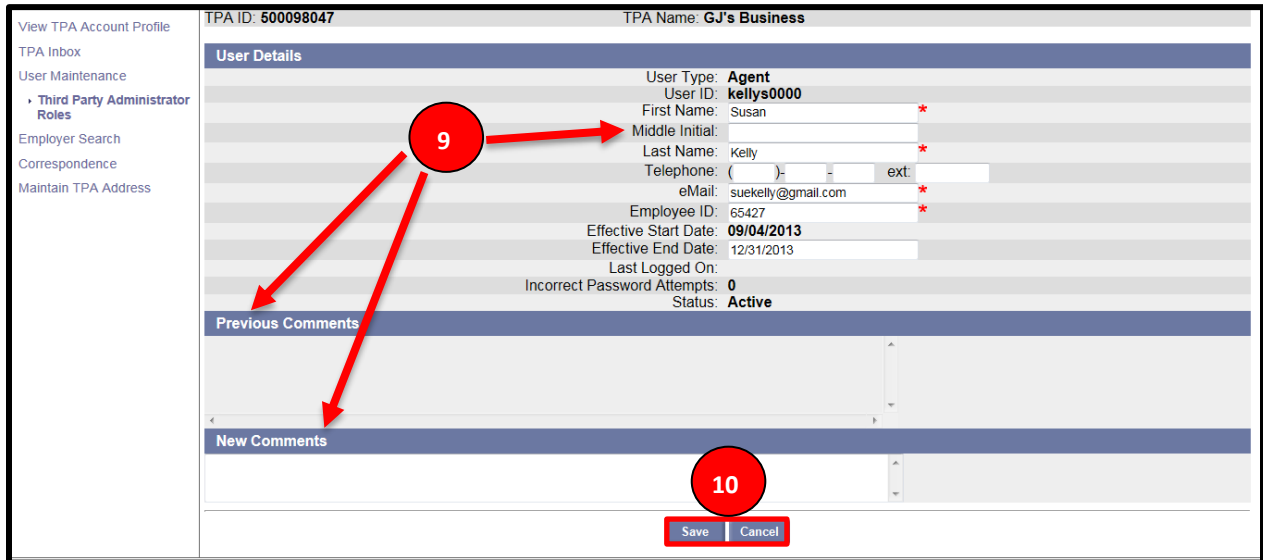 View TPA Account Profile
TPA Inbox
User Maintenance
Third Party Administrator
Roles
Employer Search
Correspondence
Maintain TPA Address
TPA ID: 500098047 TPA Name: GJ's Business
User Details
User Type: Agent
User ID: kellys0000
First Name: Susan *
Middle Initial:
Last Name: Kelly *
Telephone: ( )- - ext:
eMail: suekelly@gmail.com *
Employee ID: 65427 *
Effective Start Date: 09/04/2013
Effective End Date: 12/31/2013
Last Logged On:
Incorrect Password Attempts: 0
Status: Active
9
Previous Comments
New Comments
10
Save Cancel